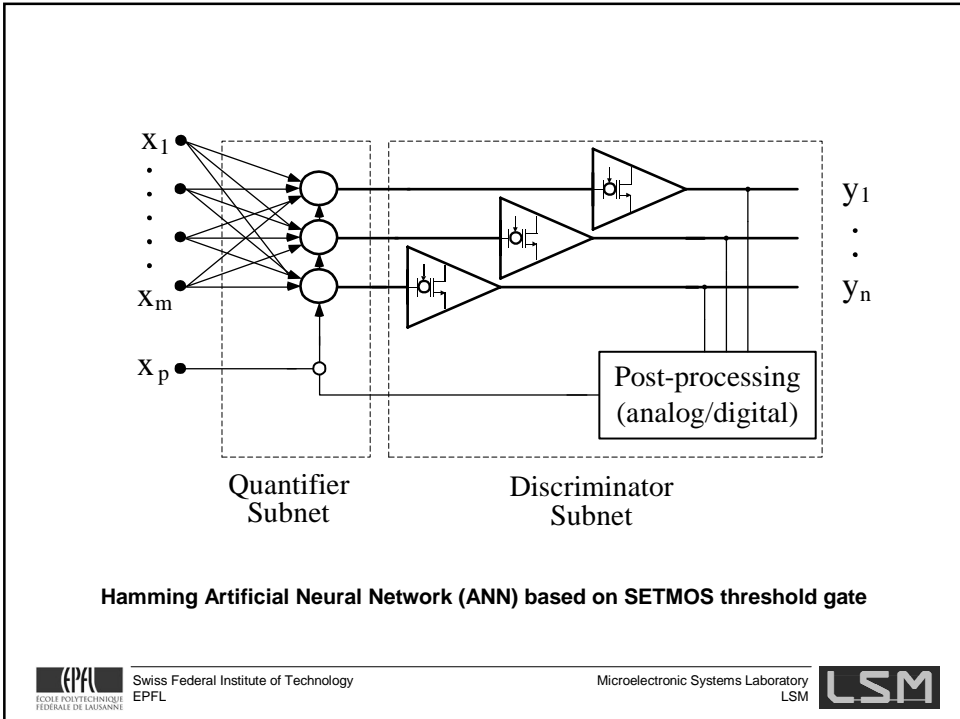 x1
.
.
.
.
.
xm
xp
y1
.
.
yn
Post-processing
(analog/digital)
Quantifier
Subnet
Discriminator
Subnet
Hamming Artificial Neural Network (ANN) based on SETMOS threshold gate
EPFL
ÉCOLE POLYTECHNIQUE
FÉDÉRALE DE LAUSANNE
Swiss Federal Institute of Technology
EPFL
Microelectronic Systems Laboratory
LSM
LSM